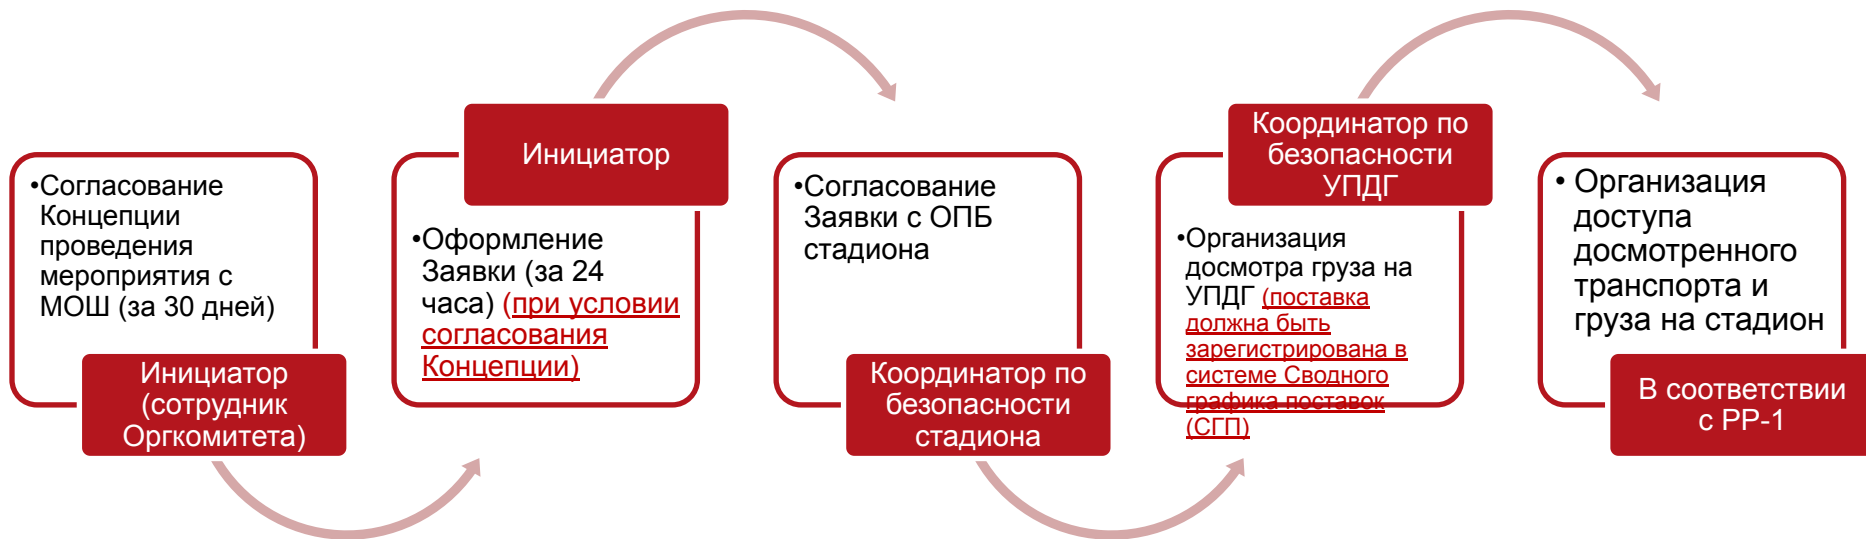 •Согласование
Концепции
проведения
мероприятия с
МОШ (за 30 дней)
Инициатор
(сотрудник
Оргкомитета)
Инициатор
•Оформление
Заявки (за 24
часа) (при условии
согласования
Концепции)
•Согласование
Заявки с ОПБ
стадиона
Координатор по
безопасности
стадиона
Координатор по
безопасности
УПДГ
•Организация
досмотра груза на
УПДГ (поставка
должна быть
зарегистрирована в
системе Сводного
графика поставок
(СГП)
• Организация
доступа
досмотренного
транспорта и
груза на стадион
В соответствии
с РР-1